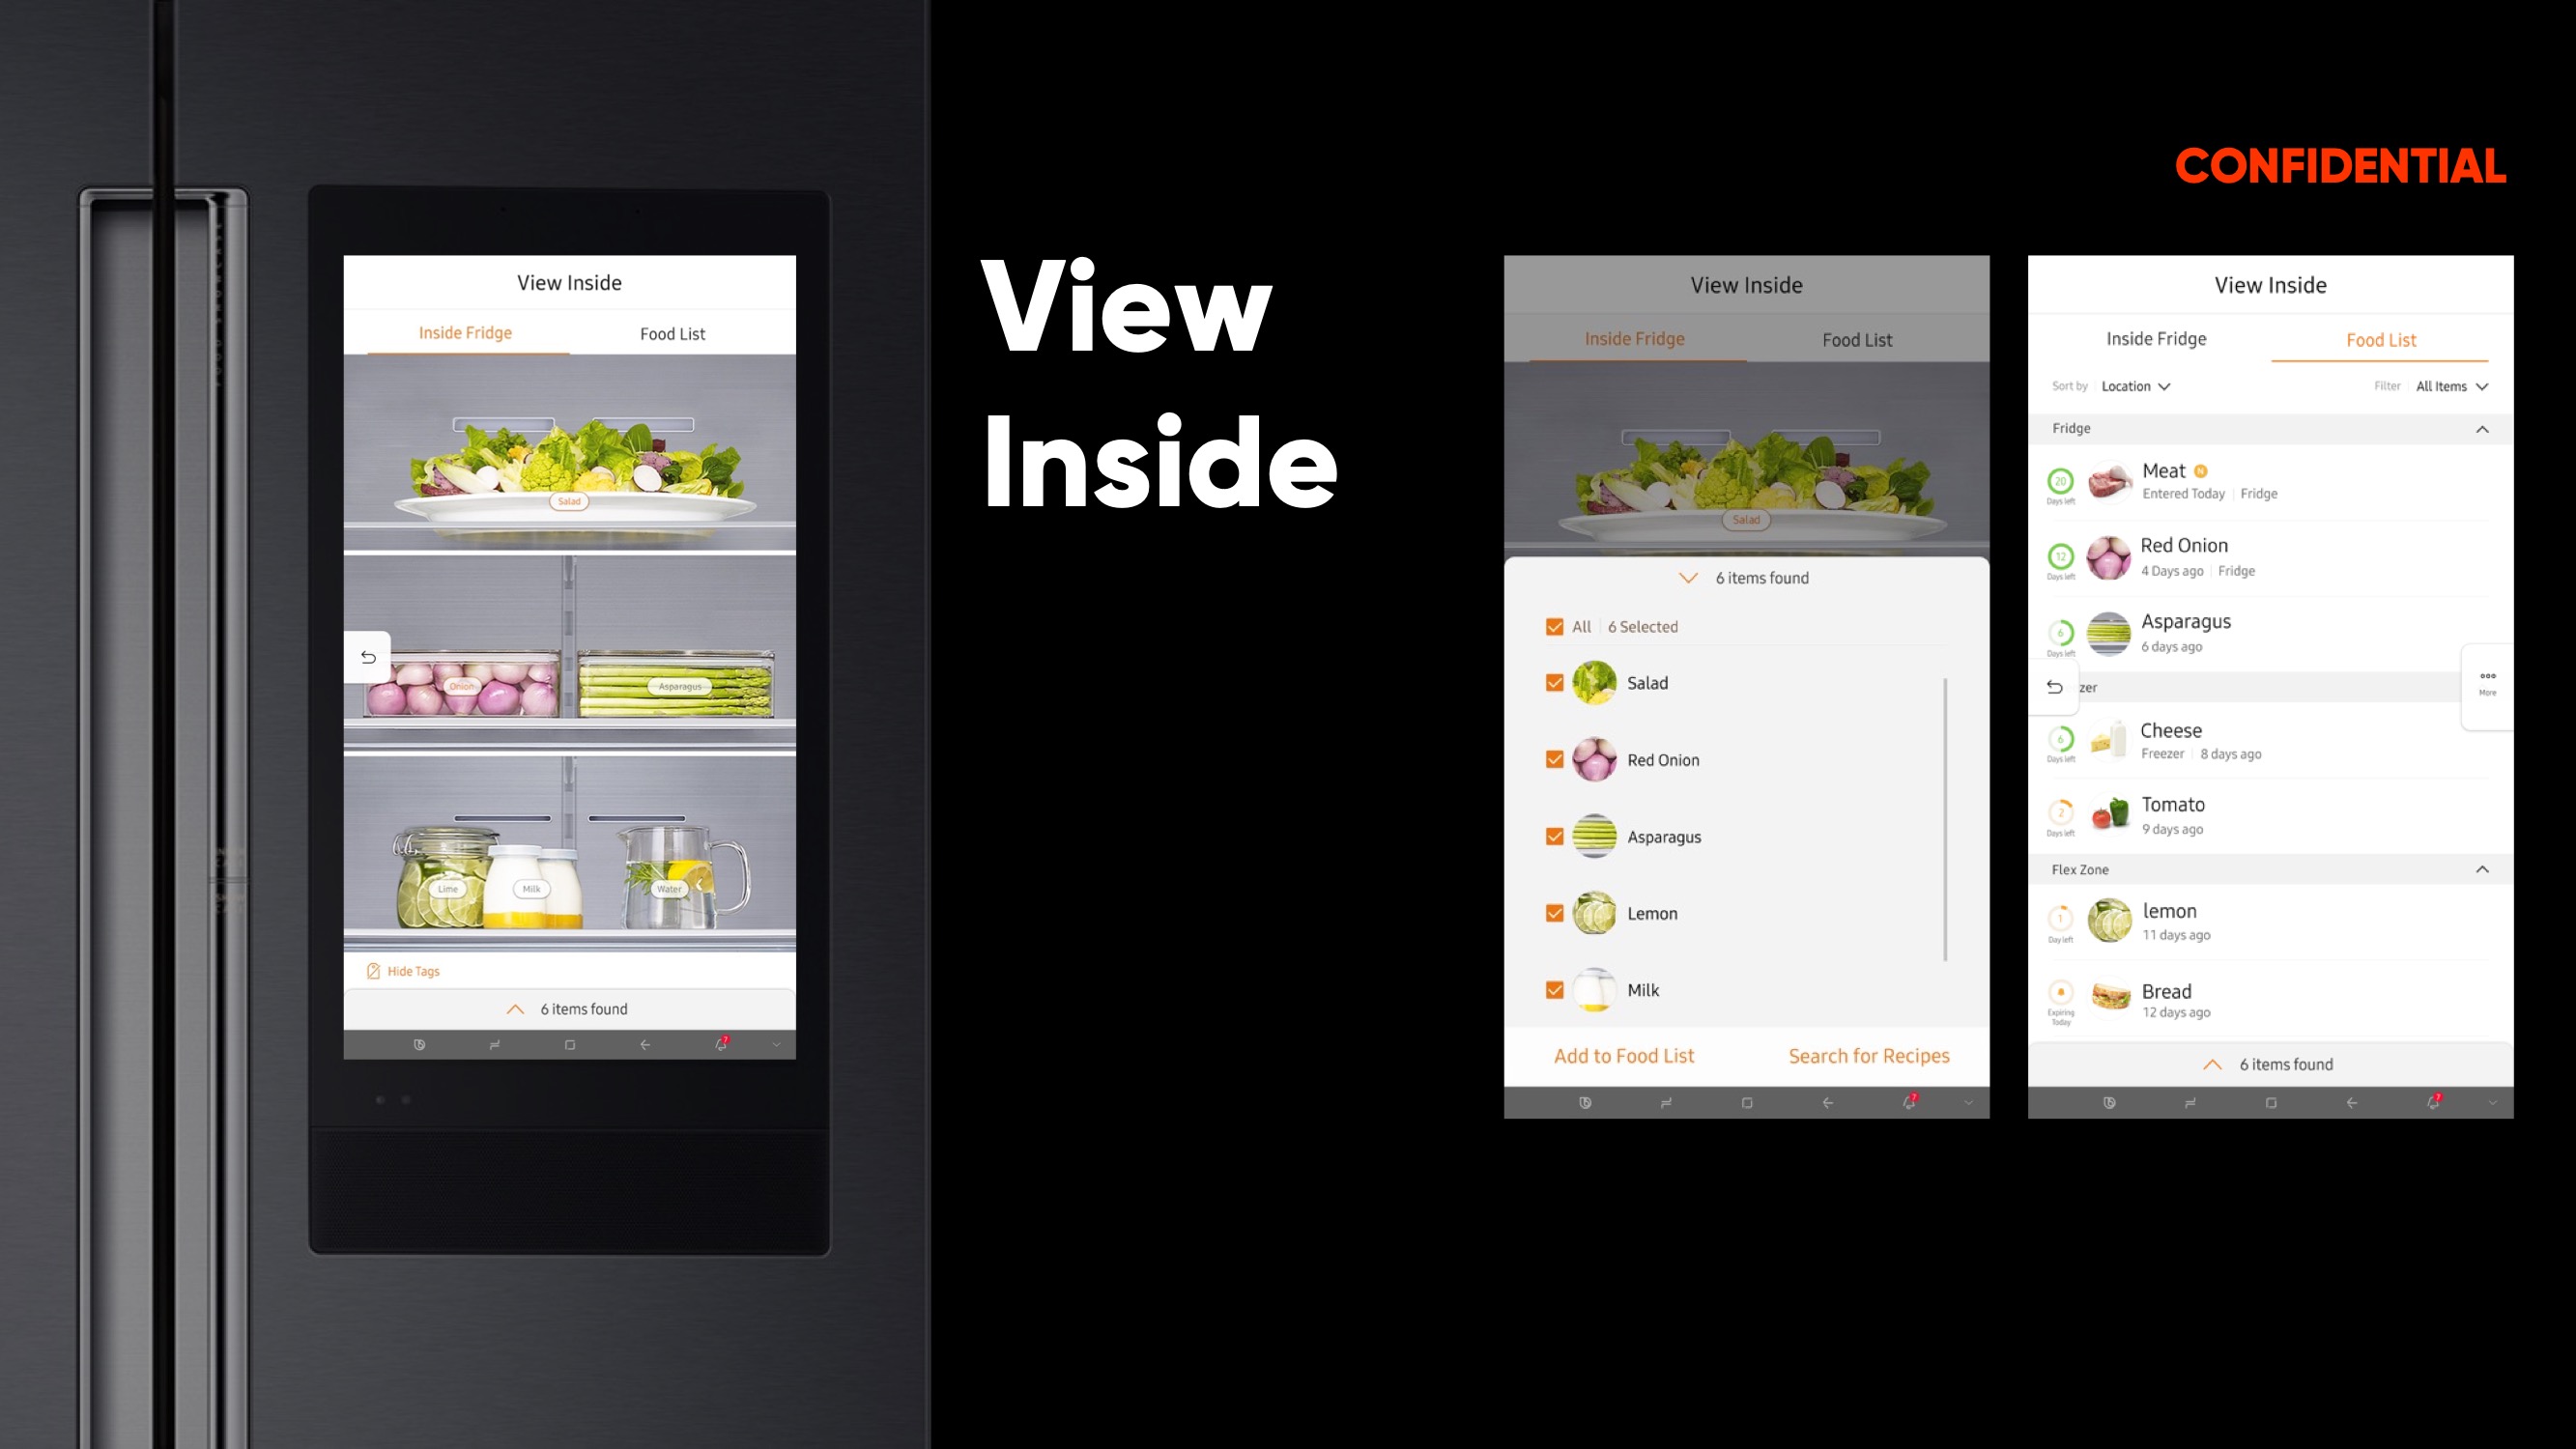 View Inside
Inside Fridge
Food List
Salad
Onion
Asparagus
Lime
Milk
Water
Hide Tags
6 items found
7
View
Inside
CONFIDENTIAL
View Inside
Inside Fridge
Food List
Salad
6 items found
All
6 Selected
Salad
Red Onion
Asparagus
Lemon
Milk
Add to Food List
Search for Recipes
7
View Inside
Inside Fridge
Food List
Sort by
Location
Filter
All Items
Fridge
20
Days left
Meat N
Entered Today
Fridge
12
Days left
Red Onion
4 Days ago
Fridge
6
Days left
Asparagus
6 days ago
zer
More
6
Days left
Cheese
Freezer
8 days ago
2
Days left
Tomato
9 days ago
Flex Zone
1
Day left
lemon
11 days ago
Expiring
Today
Bread
12 days ago
6 items found
7